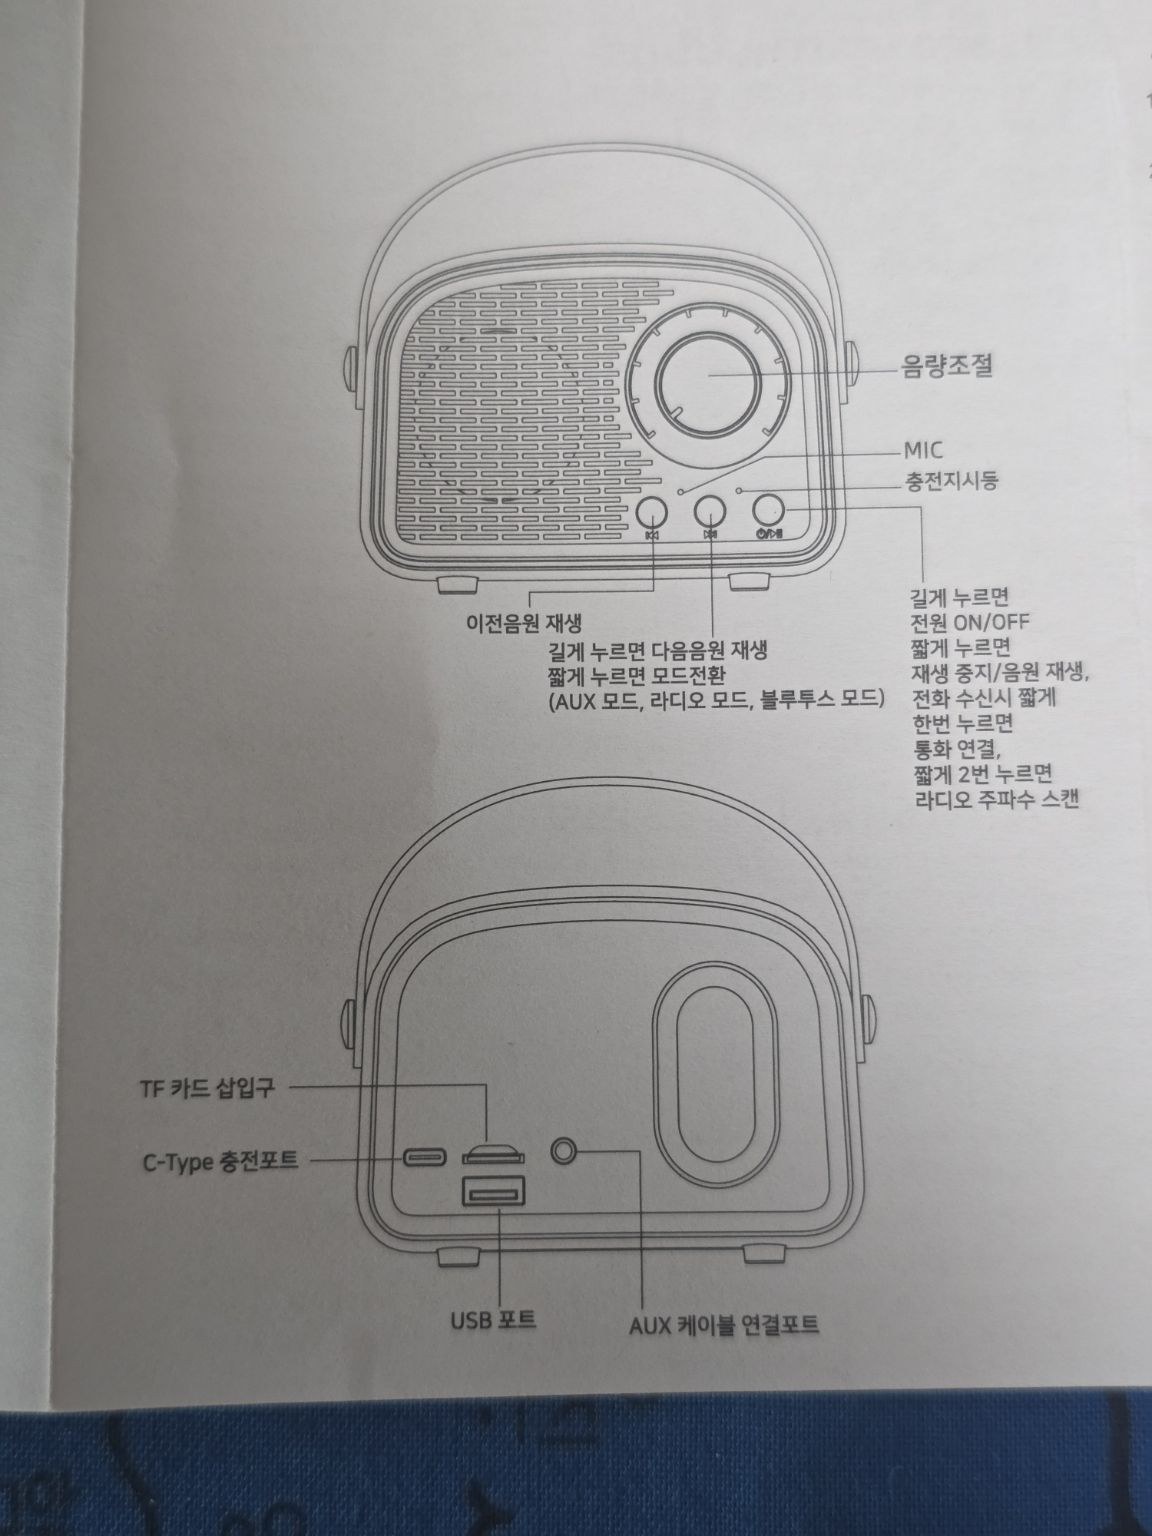 음량조절
MIC
충전지시등
이전음원 재생
길게 누르면 다음음원 재생
짧게 누르면 모드전환
(AUX 모드, 라디오 모드, 블루투스 모드)
길게 누르면
전원 ON/OFF
짧게 누르면
재생 중지/음원 재생,
전화 수신시 짧게
한번 누르면
통화 연결,
짧게 2번 누르면
라디오 주파수 스캔
TF 카드 삽입구
C-Type 충전포트
USB 포트
AUX 케이블 연결포트